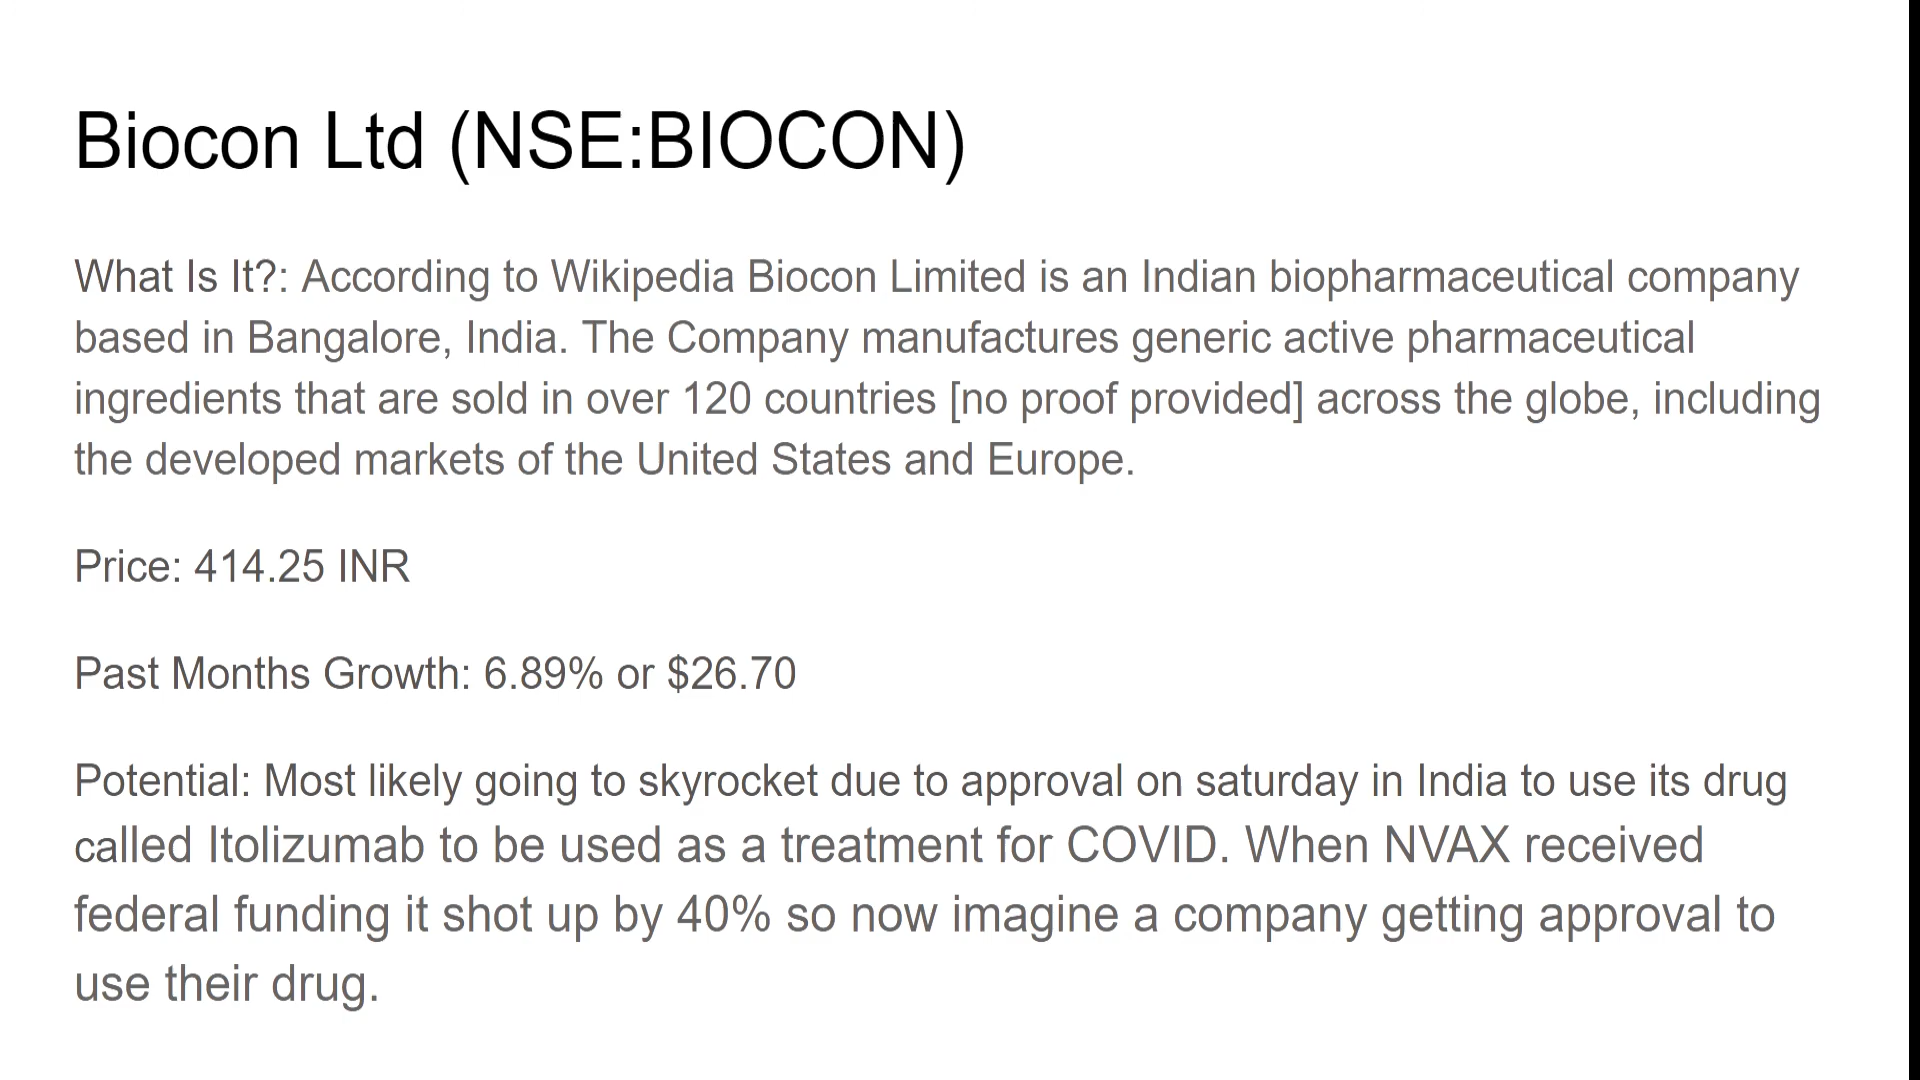 Biocon Ltd (NSE:BIOCON)
What Is It?: According to Wikipedia Biocon Limited is an Indian biopharmaceutical company
based in Bangalore, India. The Company manufactures generic active pharmaceutical
ingredients that are sold in over 120 countries [no proof provided] across the globe, including
the developed markets of the United States and Europe.
Price: 414.25 INR
Past Months Growth: 6.89% or $26.70
Potential: Most likely going to skyrocket due to approval on saturday in India to use its drug
called Itolizumab to be used as a treatment for COVID. When NVAX received
federal funding it shot up by 40% so now imagine a company getting approval to
use their drug.